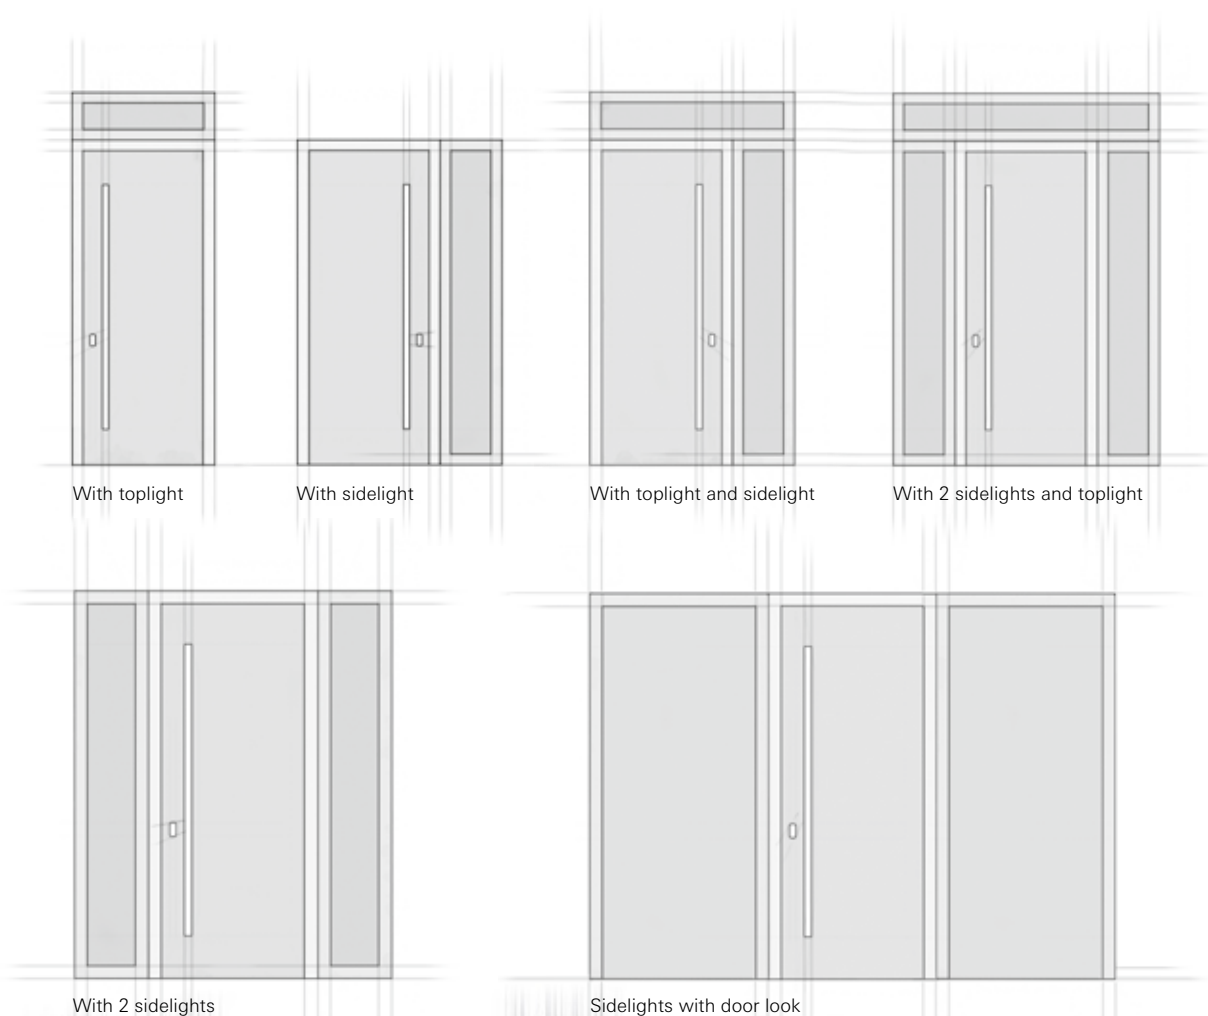 With toplight
With sidelight
With toplight and sidelight
With 2 sidelights and toplight
With 2 sidelights
Sidelights with door look